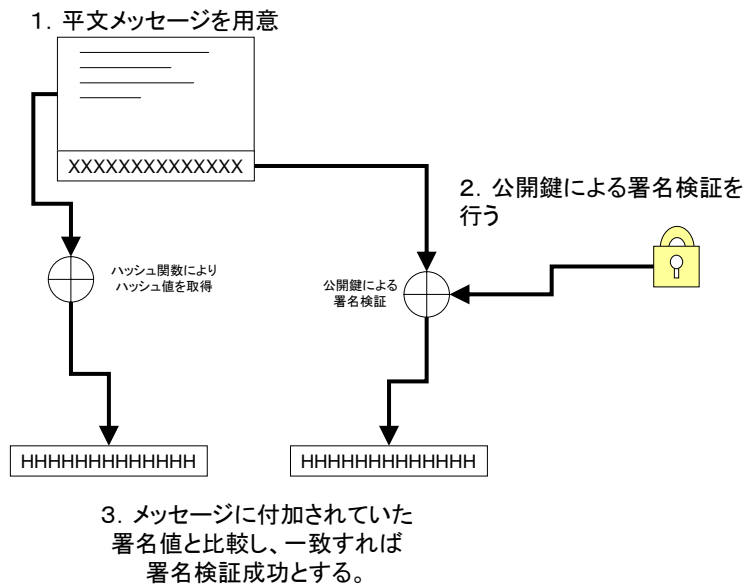 1．平文メッセージを用意
XXXXXXXXXXXXXX
2．公開鍵による署名検証を
行う
ハッシュ関数により
ハッシュ値を取得
公開鍵による
署名検証
HHHHHHHHHHHHH
HHHHHHHHHHHHH
3．メッセージに付加されていた
署名値と比較し、一致すれば
署名検証成功とする。